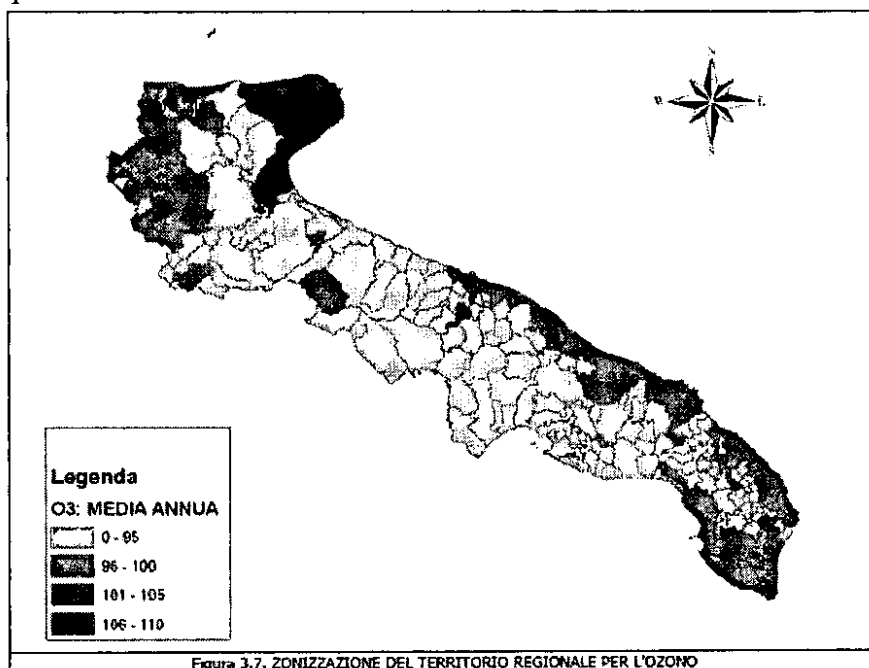 N
E
S
Legenda
O3: MEDIA ANNUA
0 - 95
96 - 100
101 - 105
106 - 110
Figura 3.7. ZONIZZAZIONE DEL TERRITORIO REGIONALE PER L'OZONO